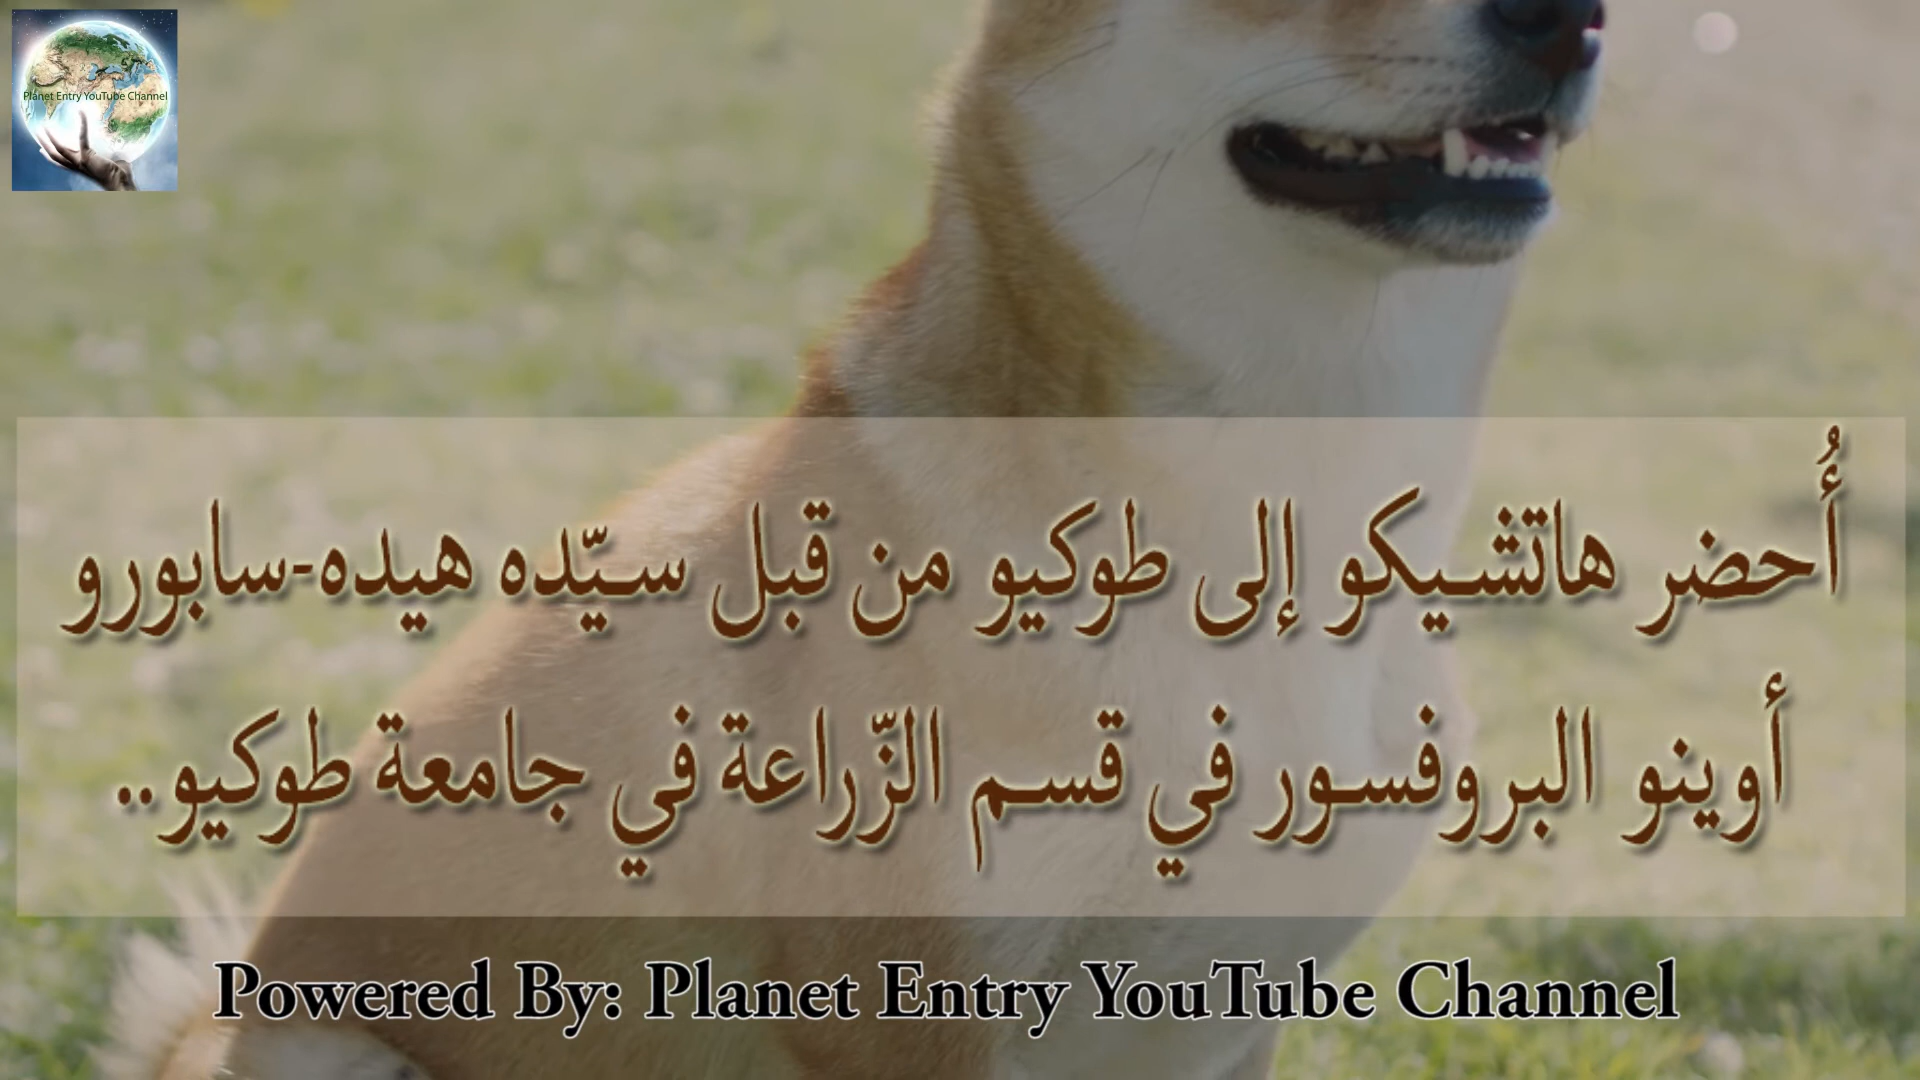 Planet Entry YouTube Channel
أُحضر هاتشيكو إلى طوكيو من قبل سيّده هيده-سابورو
أوينو البروفسور في قسم الزّراعة في جامعة طوكيو..
Powered By: Planet Entry YouTube Channel